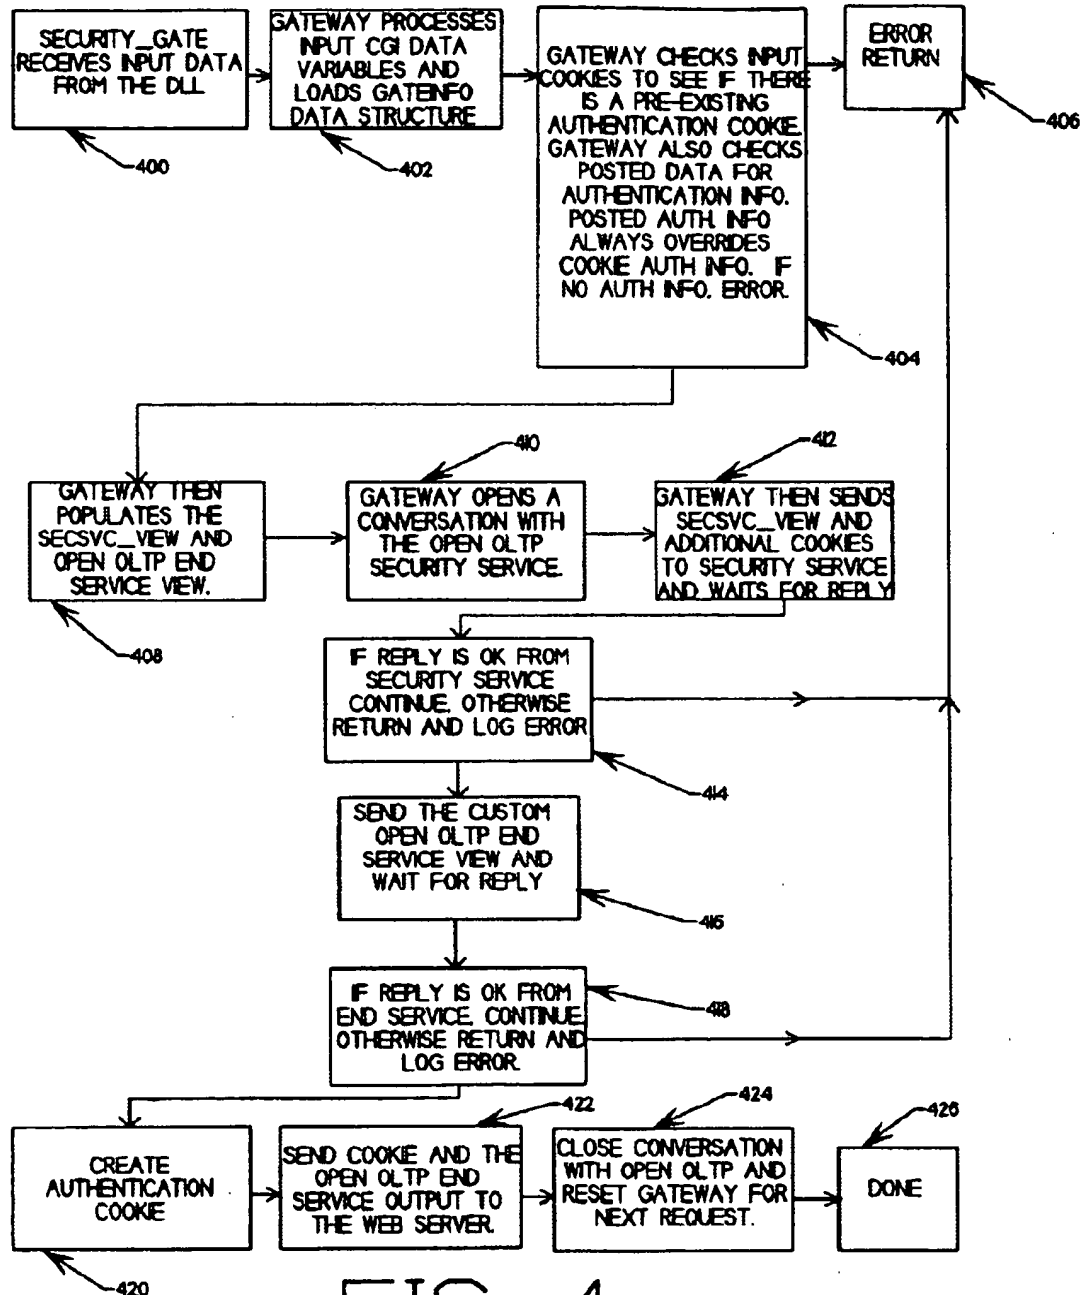 SECURITY_GATE
RECEIVES INPUT DATA
FROM THE DLL
400
GATEWAY PROCESSES
INPUT CGI DATA
VARIABLES AND
LOADS GATEINFO
DATA STRUCTURE
402
GATEWAY CHECKS INPUT
COOKIES TO SEE IF THERE
IS A PRE-EXISTING
AUTHENTICATION COOKIE.
GATEWAY ALSO CHECKS
POSTED DATA FOR
AUTHENTICATION INFO.
POSTED AUTH. INFO
ALWAYS OVERRIDES
COOKIE AUTH INFO. IF
NO AUTH INFO. ERROR.
404
ERROR
RETURN
406
GATEWAY THEN
POPULATES THE
SECSVC_VIEW AND
OPEN OLTP END
SERVICE VIEW.
408
410
GATEWAY OPENS A
CONVERSATION WITH
THE OPEN OLTP
SECURITY SERVICE.
412
GATEWAY THEN SENDS
SECSVC_VIEW AND
ADDITIONAL COOKIES
TO SECURITY SERVICE
AND WAITS FOR REPLY
IF REPLY IS OK FROM
SECURITY SERVICE
CONTINUE. OTHERWISE
RETURN AND LOG ERROR
414
SEND THE CUSTOM
OPEN OLTP END
SERVICE VIEW AND
WAIT FOR REPLY
416
IF REPLY IS OK FROM
END SERVICE, CONTINUE.
OTHERWISE RETURN AND
LOG ERROR.
418
CREATE
AUTHENTICATION
COOKIE
420
422
SEND COOKIE AND THE
OPEN OLTP END
SERVICE OUTPUT TO
THE WEB SERVER.
424
CLOSE CONVERSATION
WITH OPEN OLTP AND
RESET GATEWAY FOR
NEXT REQUEST.
426
DONE
FIG. 4